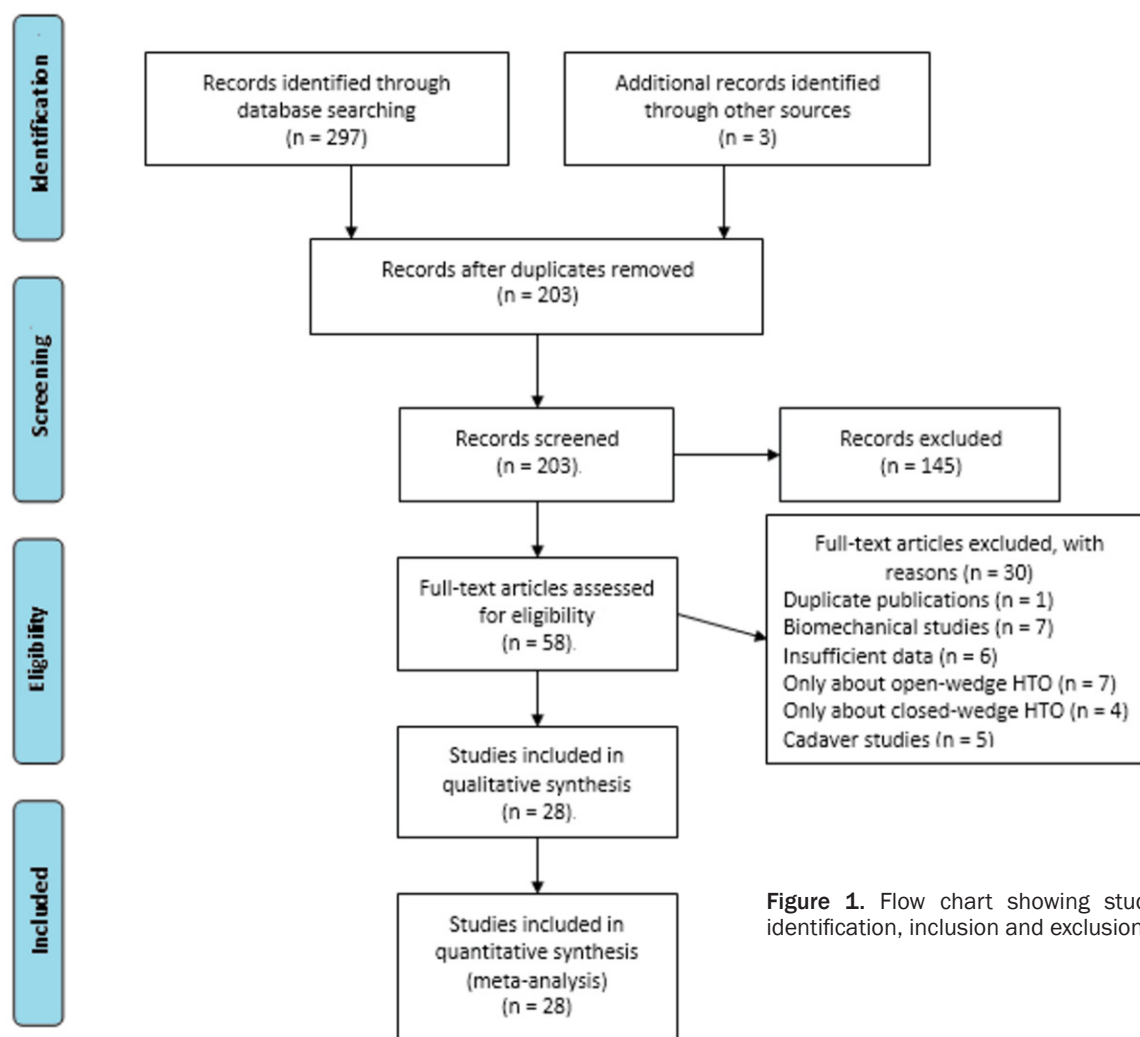 Identification
Records identified through
database searching
(n = 297)
Additional records identified
through other sources
(n = 3)
Records after duplicates removed
(n = 203)
Screening
Records screened
(n = 203).
Records excluded
(n = 145)
Eligibility
Full-text articles assessed
for eligibility
(n = 58).
Full-text articles excluded, with
reasons (n = 30)
Duplicate publications (n = 1)
Biomechanical studies (n = 7)
Insufficient data (n = 6)
Only about open-wedge HTO (n = 7)
Only about closed-wedge HTO (n = 4)
Cadaver studies (n = 5)
Studies included in
qualitative synthesis
(n = 28).
Included
Studies included in
quantitative synthesis
(meta-analysis)
(n = 28)
Figure 1. Flow chart showing
identification, inclusion and exclusion